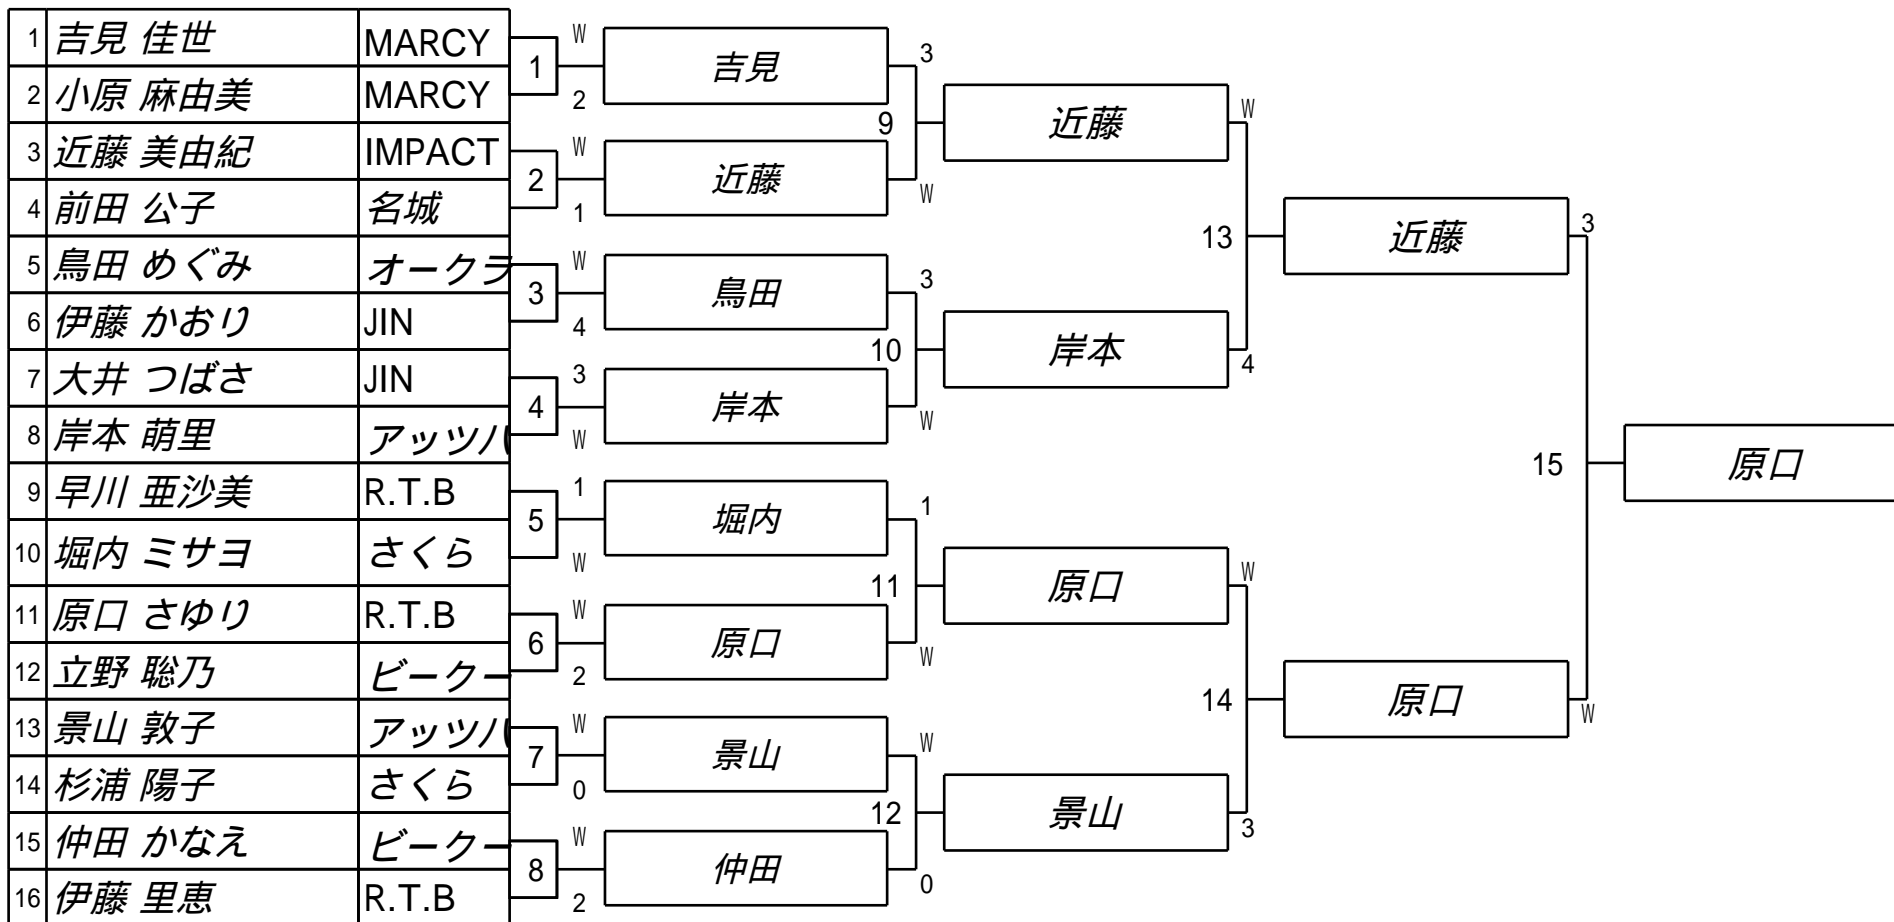 1 吉見 佳世 MARCY
2 小原 麻由美 MARCY
3 近藤 美由紀 IMPACT
4 前田 公子 名城
5 鳥田 めぐみ オークラ
6 伊藤 かおり JIN
7 大井 つばさ JIN
8 岸本 萌里 アッツハ
9 早川 亜沙美 R.T.B
10 堀内 ミサヨ さくら
11 原口 さゆり R.T.B
12 立野 聡乃 ビークー
13 景山 敦子 アッツハ
14 杉浦 陽子 さくら
15 仲田 かなえ ビークー
16 伊藤 里恵 R.T.B
1 W 2
2 W 1
3 W 4
4 3 W
5 1 W
6 W 2
7 W 0
8 W 2
吉見 3
9
近藤 W
鳥田 3
10
岸本 W
堀内 1
11
原口 W
景山 W
12
仲田 0
近藤 W
13
岸本 4
原口 W
14
景山 3
近藤 3
15
原口 W
原口